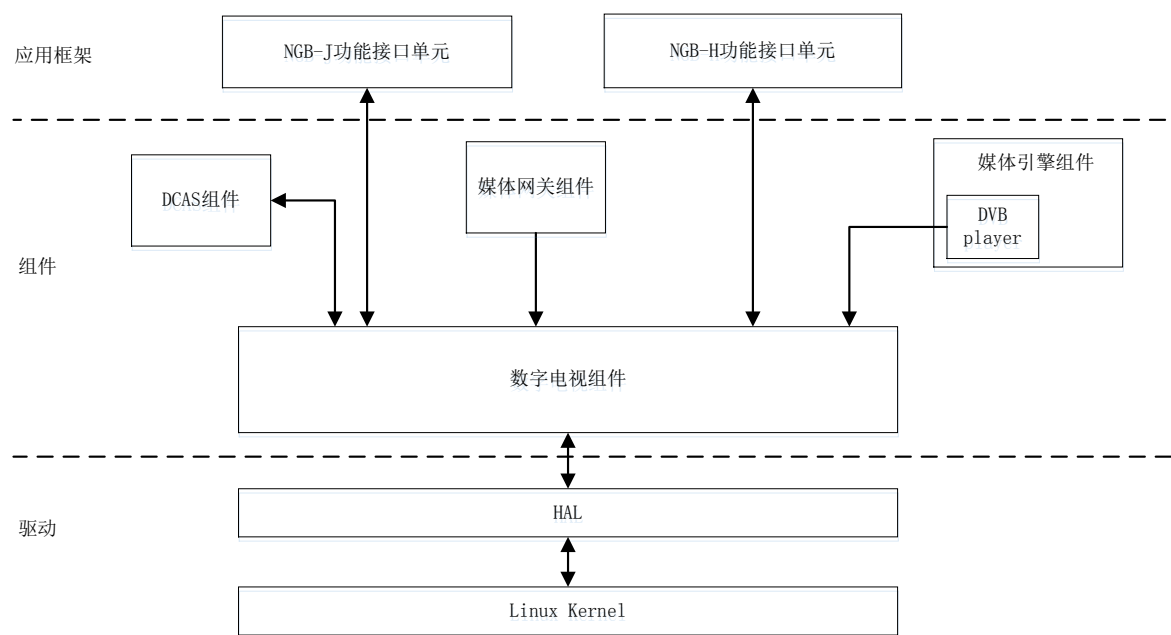 应用框架
NGB-J功能接口单元
NGB-H功能接口单元
组件
DCAS组件
媒体网关组件
媒体引擎组件
DVB
player
数字电视组件
驱动
HAL
Linux Kernel